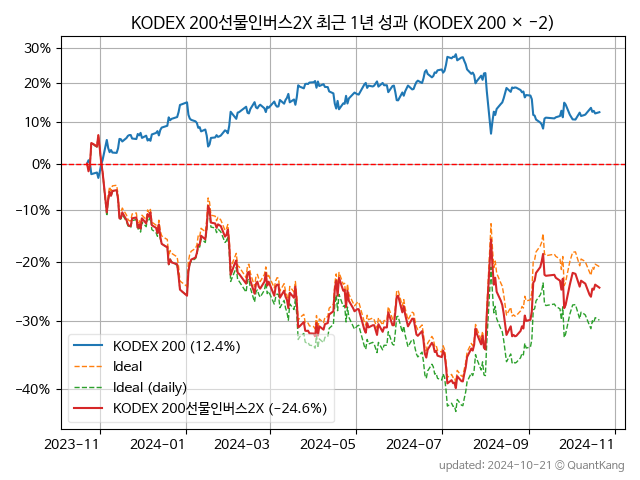 KODEX 200선물인버스2X 최근 1년 성과 (KODEX 200 × −2)
30%
20%
10%
0%
−10%
−20%
−30%
−40%
KODEX 200 (12.4%)
Ideal
Ideal (daily)
KODEX 200선물인버스2X (−24.6%)
2023-11 2024-01 2024-03 2024-05 2024-07 2024-09 2024-11
updated: 2024-10-21 © QuantKang